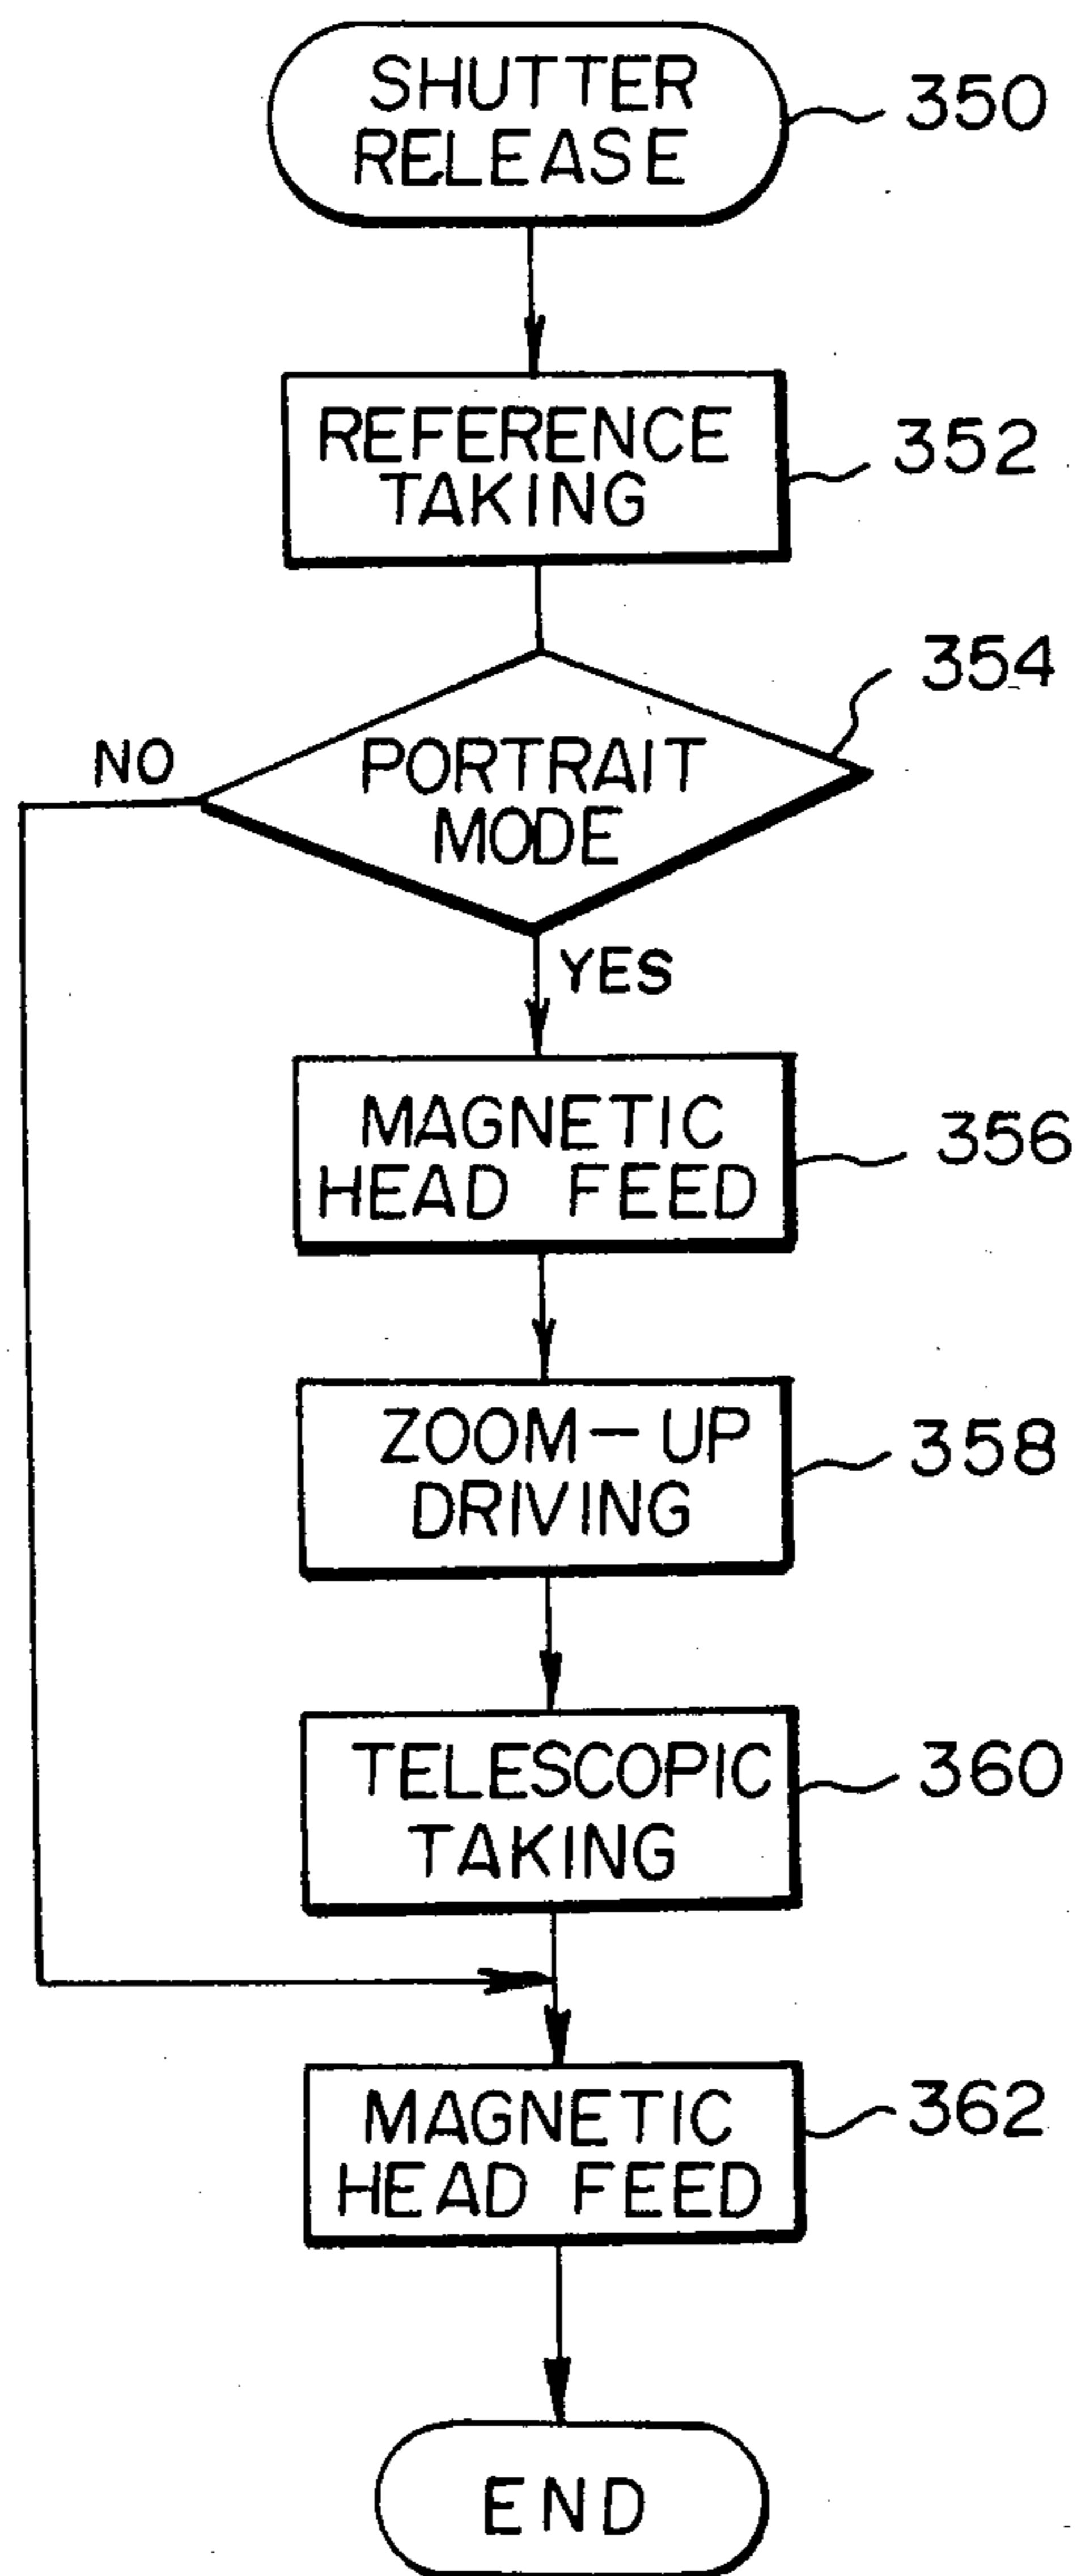 SHUTTER
RELEASE
350
REFERENCE
TAKING
352
354
NO
PORTRAIT
MODE
YES
MAGNETIC
HEAD FEED
356
ZOOM-UP
DRIVING
358
TELESCOPIC
TAKING
360
MAGNETIC
HEAD FEED
362
END